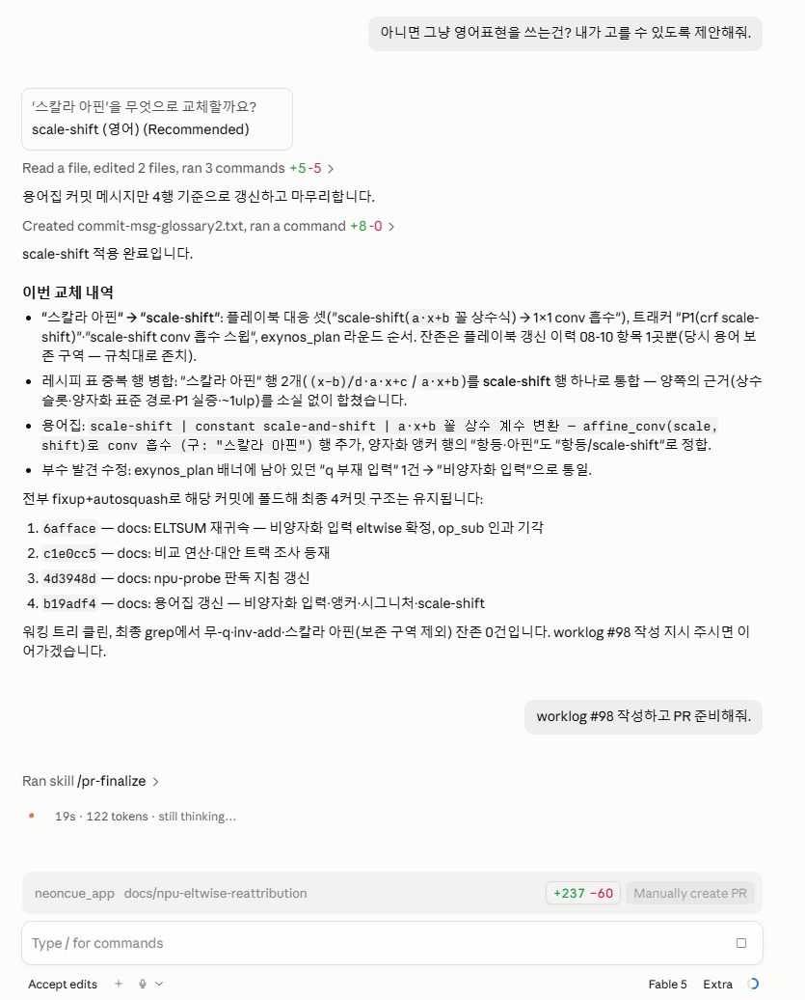 아니면 그냥 영어표현을 쓰는건? 내가 고를 수 있도록 제안해줘.
'스칼라 아핀'을 무엇으로 교체할까요?
scale-shift (영어) (Recommended)
Read a file, edited 2 files, ran 3 commands +5 -5 >
용어집 커밋 메시지만 4행 기준으로 갱신하고 마무리합니다.
Created commit-msg-glossary2.txt, ran a command +8 -0 >
scale-shift 적용 완료입니다.
이번 교체 내역
• "스칼라 아핀" → "scale-shift": 플레이북 대응 셋("scale-shift(a·x+b 꼴 상수식) → 1×1 conv 흡수"), 트래커 "P1(crf scale-
shift)"·"scale-shift conv 흡수 스윕", exynos_plan 라운드 순서. 잔존은 플레이북 갱신 이력 08-10 항목 1곳뿐(당시 용어 보
존 구역 — 규칙대로 존치).
• 레시피 표 중복 행 병합: "스칼라 아핀" 행 2개((x−b)/d·a·x+c / a·x+b)를 scale-shift 행 하나로 통합 — 양쪽의 근거(상수
슬롯·양자화 표준 경로·P1 실증·~1ulp)를 소실 없이 합쳤습니다.
• 용어집: scale-shift | constant scale-and-shift | a·x+b 꼴 상수 계수 변환 — affine_conv(scale,
shift)로 conv 흡수 (구: "스칼라 아핀") 행 추가, 양자화 앵커 행의 "항등·아핀"도 "항등/scale-shift"로 정합.
• 부수 발견 수정: exynos_plan 배너에 남아 있던 "q 부재 입력" 1건 → "비양자화 입력"으로 통일.
전부 fixup+autosquash로 해당 커밋에 폴드해 최종 4커밋 구조는 유지됩니다:
1. 6afface — docs: ELTSUM 재귀속 — 비양자화 입력 eltwise 확정, op_sub 인과 기각
2. c1e0cc5 — docs: 비교 연산·대안 트랙 조사 등재
3. 4d3948d — docs: npu-probe 판독 지침 갱신
4. b19adf4 — docs: 용어집 갱신 — 비양자화 입력·앵커·시그니처·scale-shift
워킹 트리 클린, 최종 grep에서 무-q·inv-add·스칼라 아핀(보존 구역 제외) 잔존 0건입니다. worklog #98 작성 지시 주시면 이
어가겠습니다.
worklog #98 작성하고 PR 준비해줘.
Ran skill /pr-finalize >
19s · 122 tokens · still thinking...
neoncue_app docs/npu-eltwise-reattribution +237 −60 Manually create PR
Type / for commands
Accept edits + Fable 5 Extra